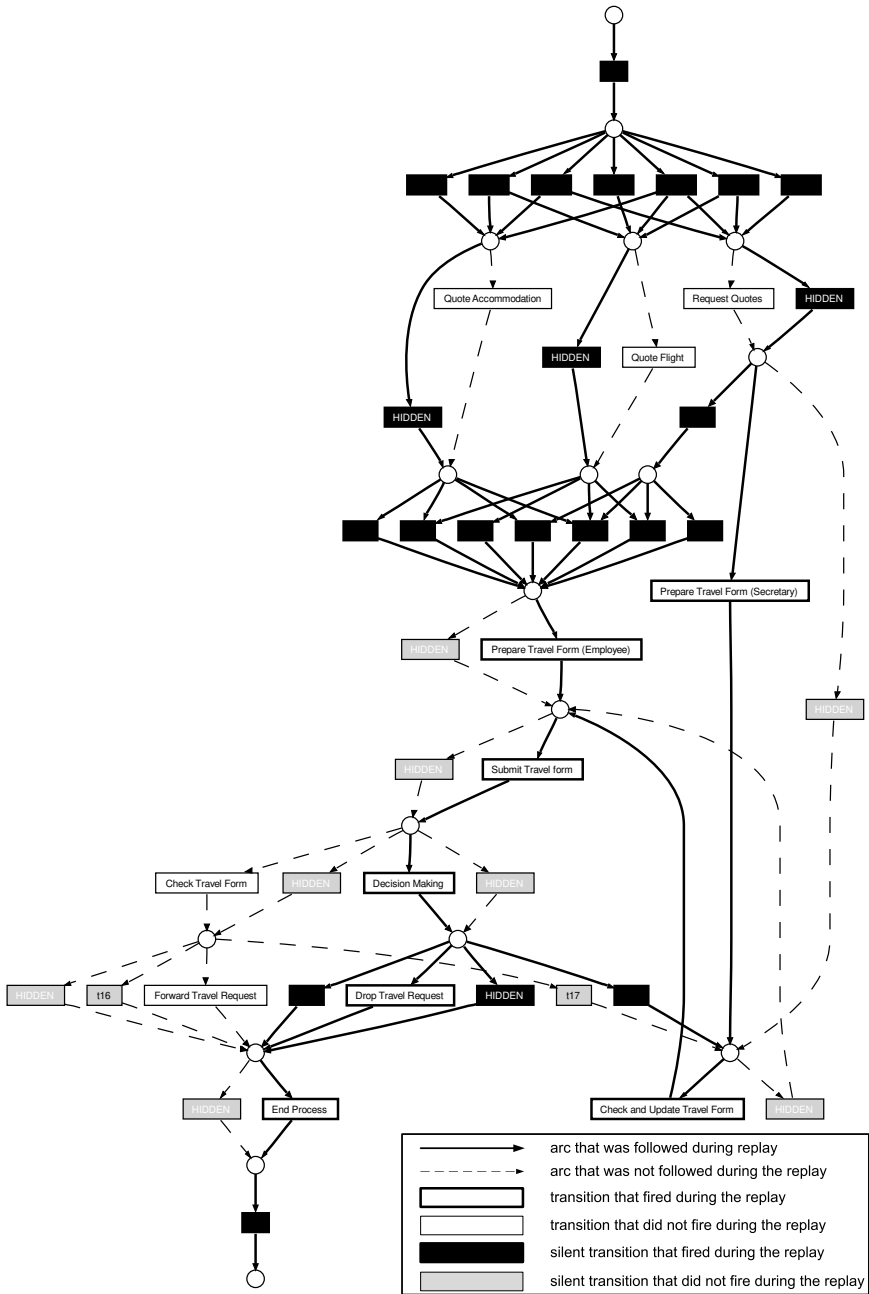 Quote Accommodation
Request Quotes
HIDDEN
HIDDEN
Quote Flight
HIDDEN
Prepare Travel Form (Secretary)
HIDDEN
Prepare Travel Form (Employee)
HIDDEN
HIDDEN
Submit Travel form
Check Travel Form
HIDDEN
Decision Making
HIDDEN
HIDDEN
t16
Forward Travel Request
Drop Travel Request
HIDDEN
t17
HIDDEN
End Process
Check and Update Travel Form
HIDDEN
arc that was followed during replay
arc that was not followed during the replay
transition that fired during the replay
transition that did not fire during the replay
silent transition that fired during the replay
silent transition that did not fire during the replay